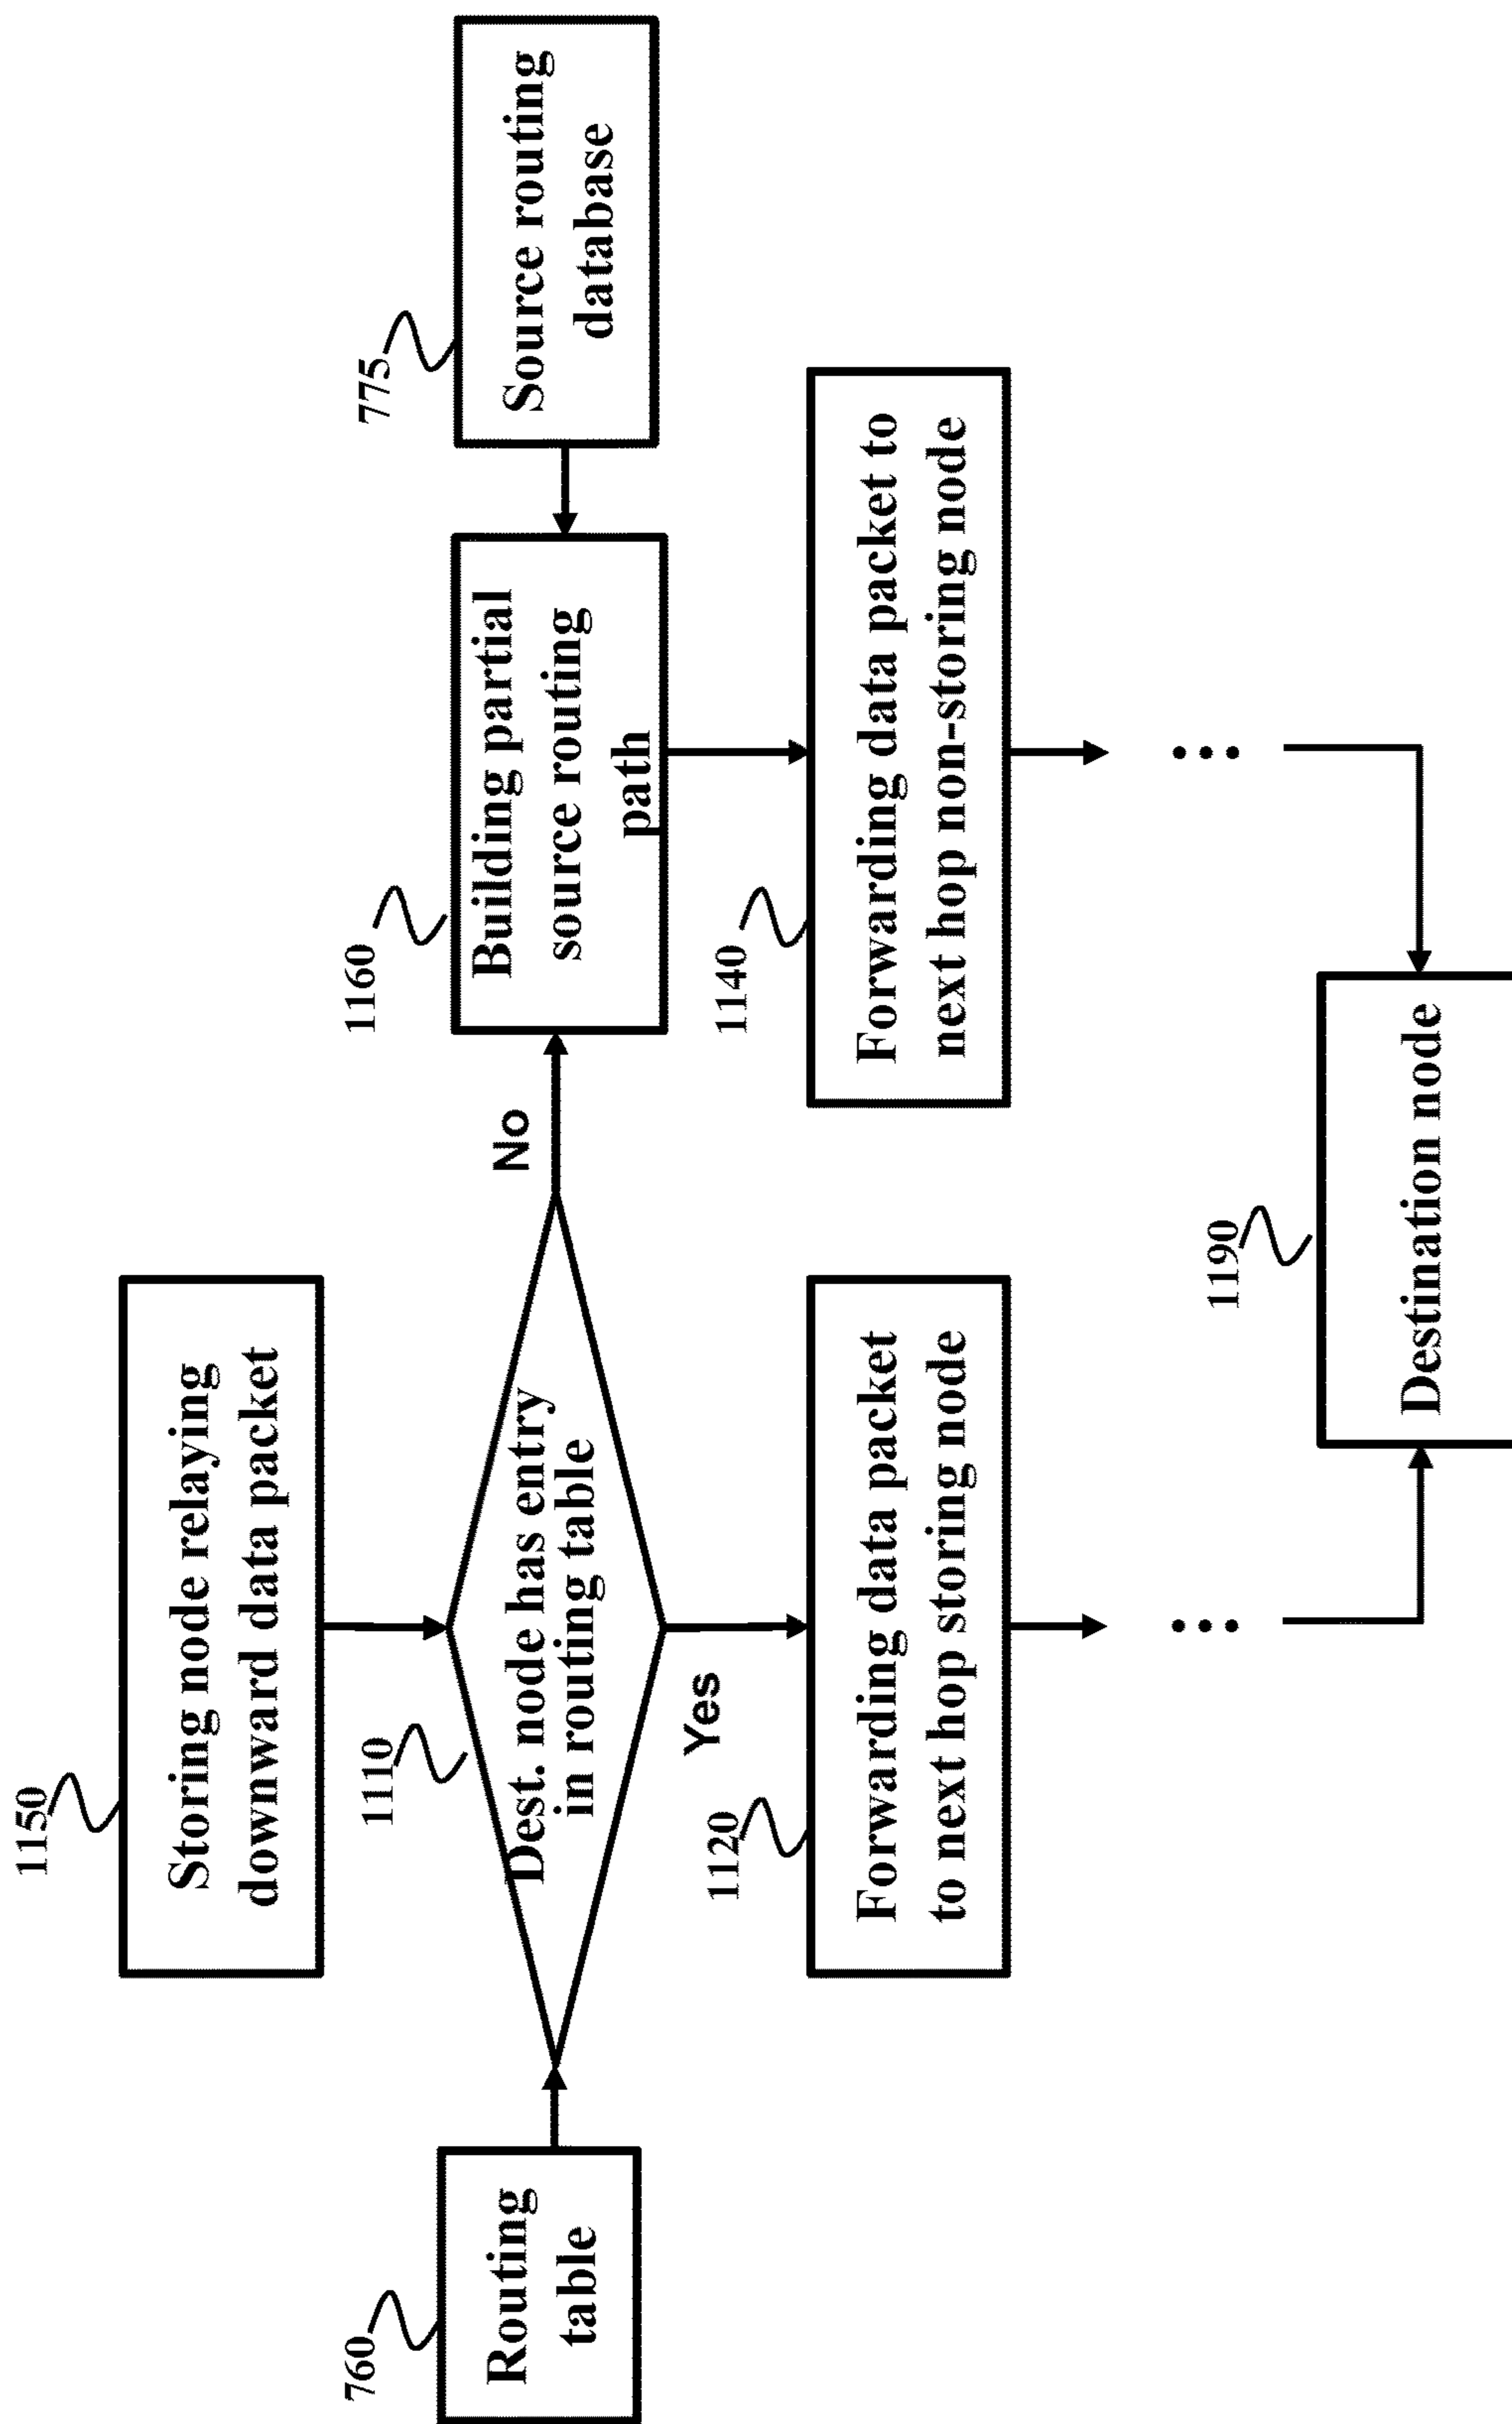 1150
Storing node relaying
downward data packet
760
Routing
table
1110
Dest. node has entry
in routing table
No
1160
Building partial
source routing
path
775
Source routing
database
Yes
1120
Forwarding data packet
to next hop storing node
1140
Forwarding data packet to
next hop non-storing node
...
...
1190
Destination node